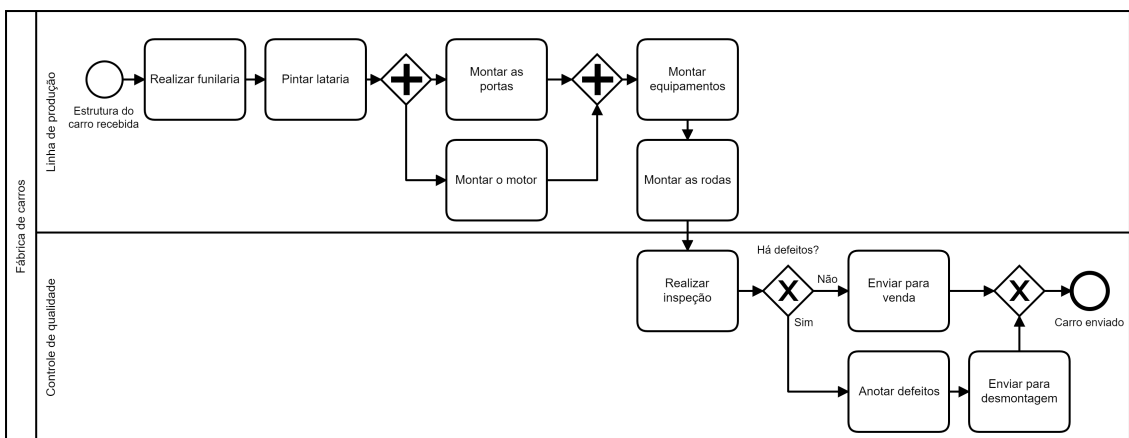 Fábrica de carros
Linha de produção
Estrutura do
carro recebida
Realizar funilaria
Pintar lataria
Montar as
portas
Montar o motor
Montar
equipamentos
Montar as rodas
Controle de qualidade
Realizar
inspeção
Há defeitos?
Não
Sim
Enviar para
venda
Anotar defeitos
Enviar para
desmontagem
Carro enviado